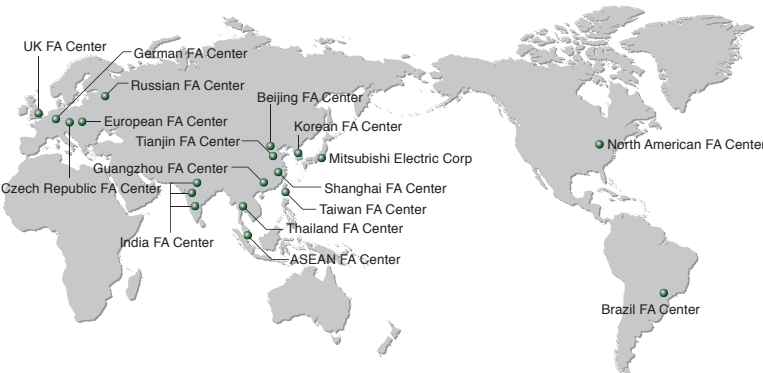 UK FA Center
German FA Center
Russian FA Center
Beijing FA Center
European FA Center
Korean FA Center
Tianjin FA Center
North American FA Center
Mitsubishi Electric Corp
Guangzhou FA Center
Czech Republic FA Center
Shanghai FA Center
Taiwan FA Center
Thailand FA Center
India FA Center
ASEAN FA Center
Brazil FA Center